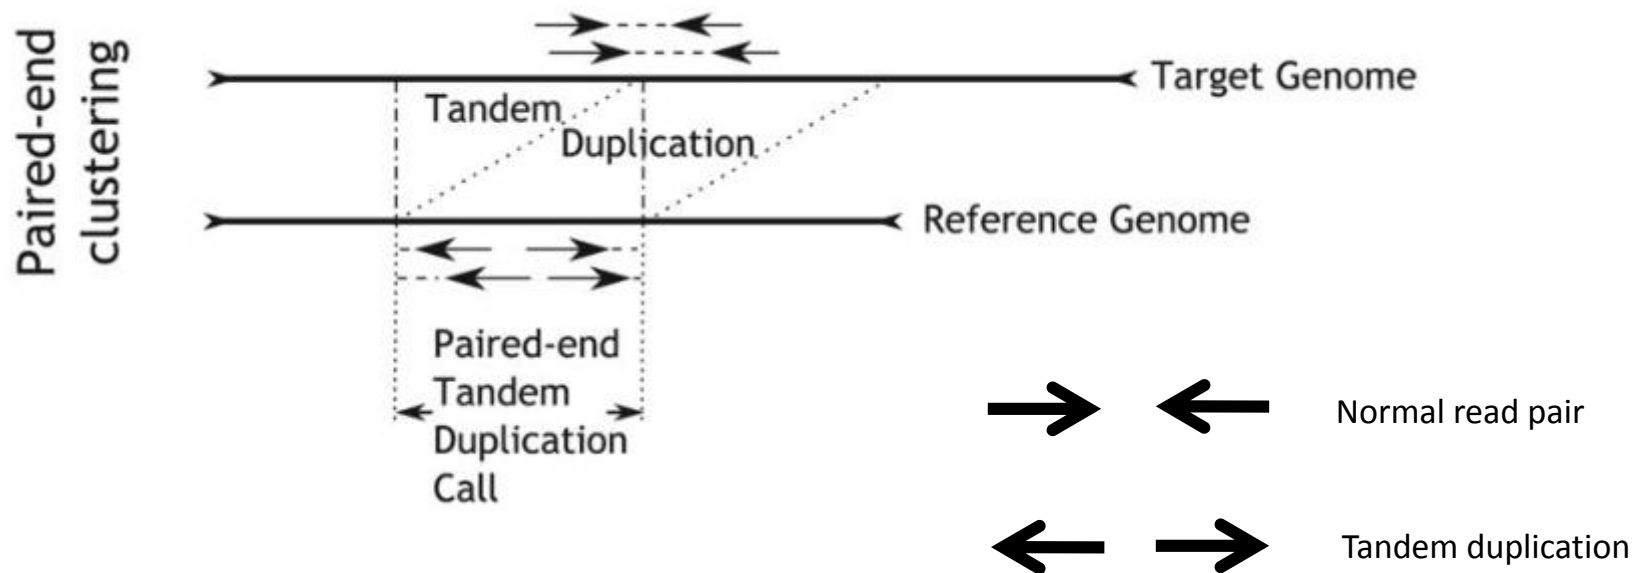 Paired-end
clustering
Target Genome
Tandem
Duplication
Reference Genome
Paired-end
Tandem
Duplication
Call
Normal read pair
Tandem duplication